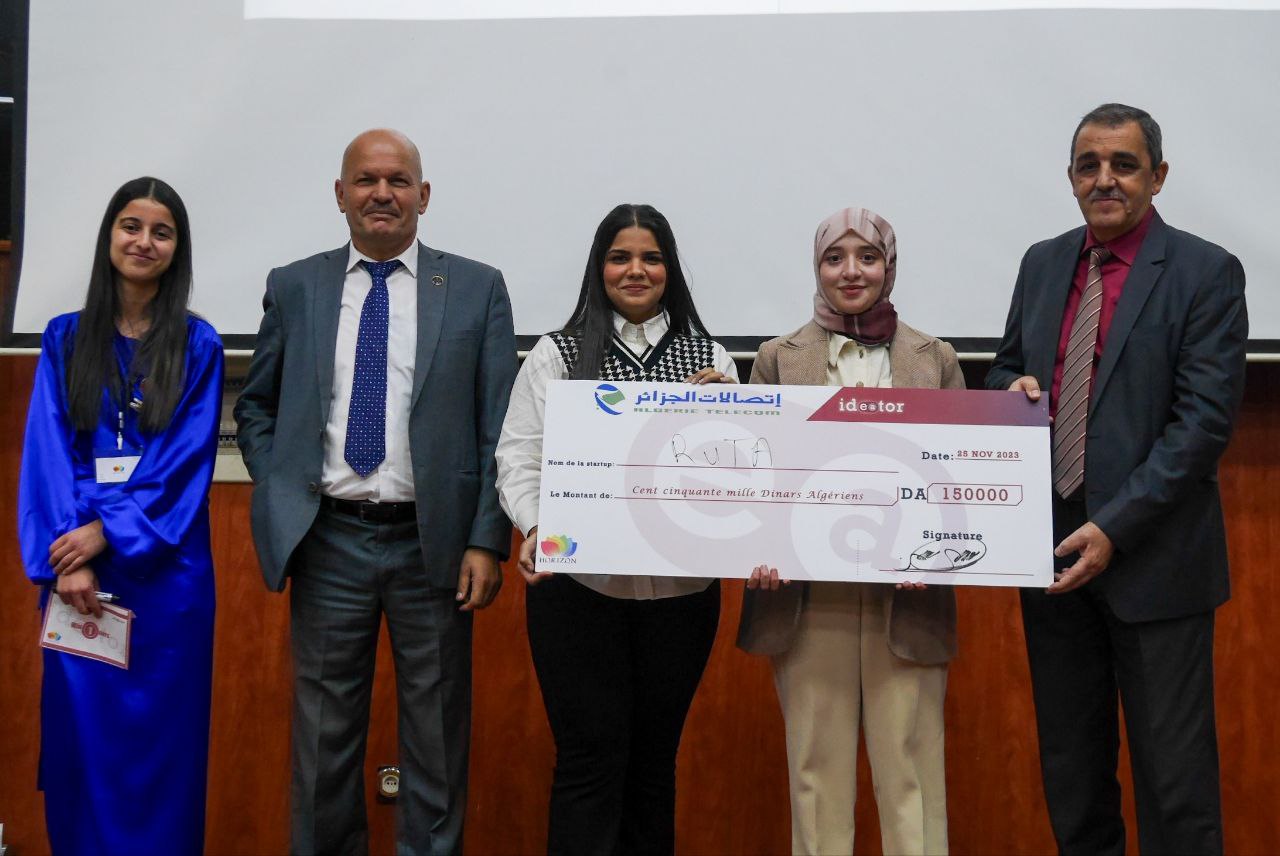 إتصالات الجزائر
ALGERIE TELECOM
ideator
RUTA
Nom de la startup:
Date: 25 NOV 2023
Le Montant de: Cent cinquante mille Dinars Algériens DA 150000
Signature
HORIZON